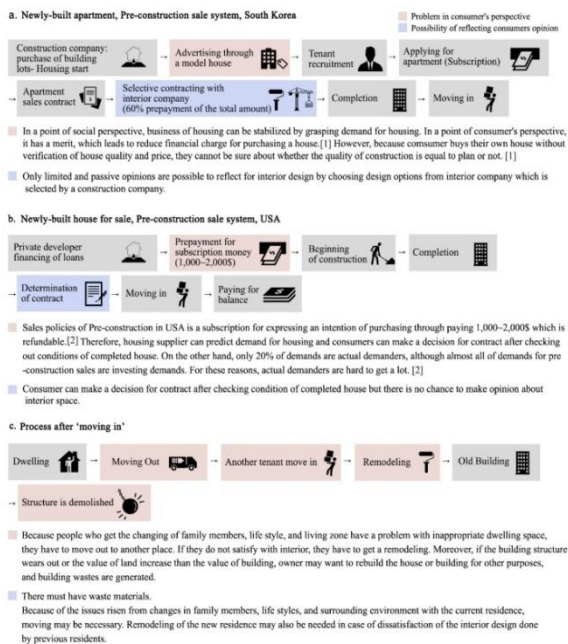 a. Newly-built apartment, Pre-construction sale system, South Korea
Problem in consumer's perspective
Possibility of reflecting consumers opinion
Construction company:
purchase of building
lots- Housing start
→
Advertising through
a model house
→
Tenant
recruitment
→
Applying for
apartment (Subscription)
→
Apartment
sales contract
→
Selective contracting with
interior company
(60% prepayment of the total amount)
→
Completion
→
Moving in
In a point of social perspective, business of housing can be stabilized by grasping demand for housing. In a point of consumer's perspective,
it has a merit, which leads to reduce financial charge for purchasing a house.[1] However, because comsumer buys their own house without
verification of house quality and price, they cannot be sure about whether the quality of construction is equal to plan or not. [1]
Only limited and passive opinions are possible to reflect for interior design by choosing design options from interior company which is
selected by a construction company.
b. Newly-built house for sale, Pre-construction sale system, USA
Private developer
financing of loans
→
Prepayment for
subscription money
(1,000~2,000$)
→
Beginning
of construction
→
Completion
→
Determination
of contract
→
Moving in
→
Paying for
balance
Sales policies of Pre-construction in USA is a subscription for expressing an intention of purchasing through paying 1,000~2,000$ which is
refundable.[2] Therefore, housing supplier can predict demand for housing and consumers can make a decision for contract after checking
out conditions of completed house. On the other hand, only 20% of demands are actual demanders, although almost all of demands for pre
-construction sales are investing demands. For these reasons, actual demanders are hard to get a lot. [2]
Consumer can make a decision for contract after checking condition of completed house but there is no chance to make opinion about
interior space.
c. Process after 'moving in'
Dwelling
→
Moving Out
→
Another tenant move in
→
Remodeling
→
Old Building
→
Structure is demolished
Because people who get the changing of family members, life style, and living zone have a problem with inappropriate dwelling space,
they have to move out to another place. If they do not satisfy with interior, they have to get a remodeling. Moreover, if the building structure
wears out or the value of land increase than the value of building, owner may want to rebuild the house or building for other purposes,
and building wastes are generated.
There must have waste materials.
Because of the issues risen from changes in family members, life styles, and surrounding environment with the current residence,
moving may be necessary. Remodeling of the new residence may also be needed in case of dissatisfaction of the interior design done
by previous residents.